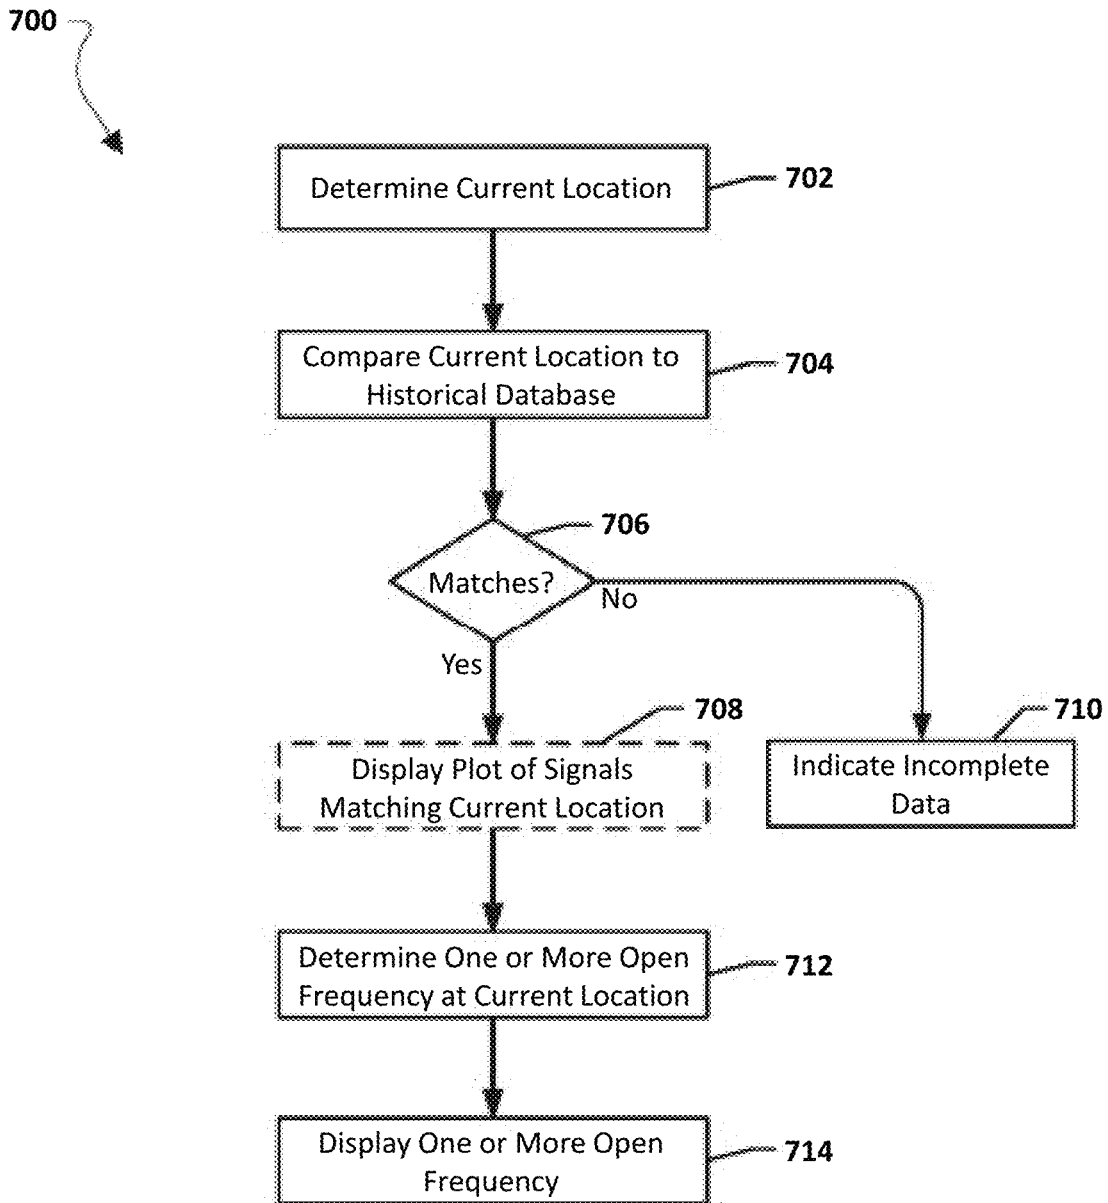 700
Determine Current Location
702
Compare Current Location to
Historical Database
704
706
Matches?
No
Yes
708
710
Display Plot of Signals
Matching Current Location
Indicate Incomplete
Data
Determine One or More Open
Frequency at Current Location
712
Display One or More Open
Frequency
714